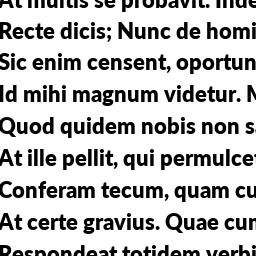 At multis se probavit. Inde
Recte dicis; Nunc de homi
Sic enim censent, oportun
Id mihi magnum videtur.
Quod quidem nobis non s
At ille pellit, qui permulce
Conferam tecum, quam cu
At certe gravius. Quae cum
Respondeat totidem verbi